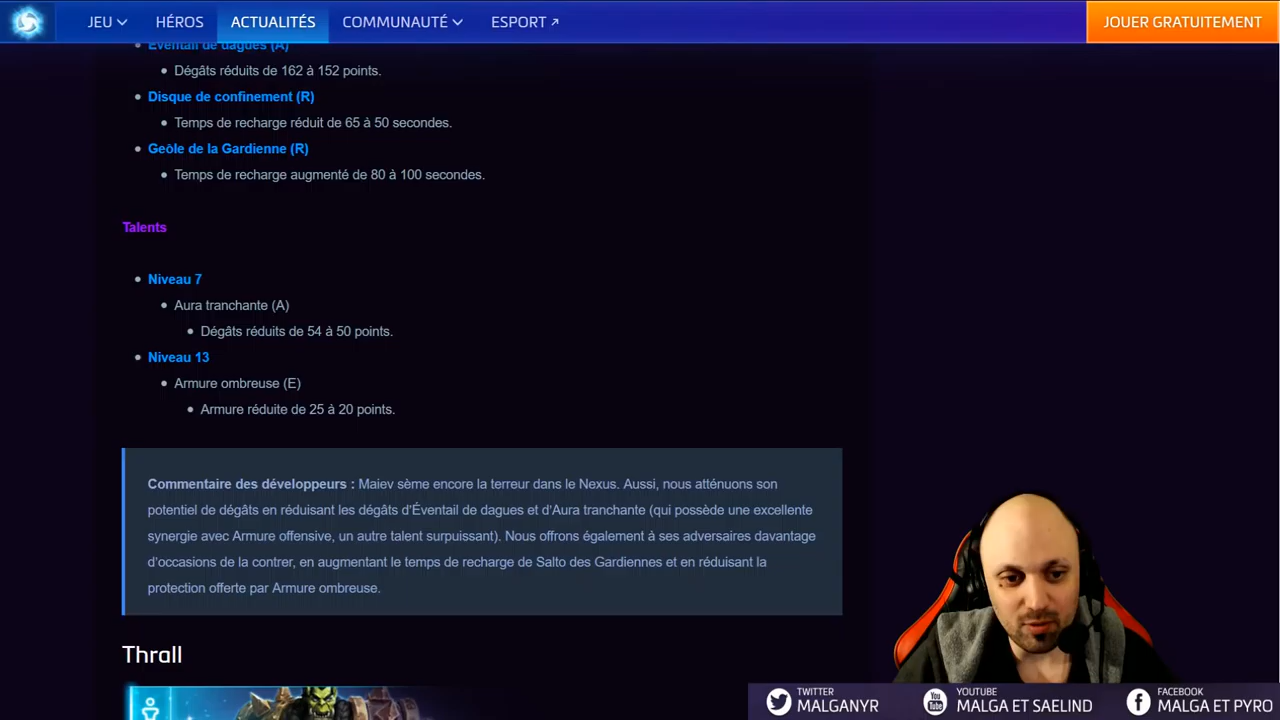 JEU HÉROS ACTUALITÉS COMMUNAUTÉ ESPORT JOUER GRATUITEMENT
Éventail de dagues (A)
Dégâts réduits de 162 à 152 points.
Disque de confinement (R)
Temps de recharge réduit de 65 à 50 secondes.
Geôle de la Gardienne (R)
Temps de recharge augmenté de 80 à 100 secondes.
Talents
Niveau 7
Aura tranchante (A)
Dégâts réduits de 54 à 50 points.
Niveau 13
Armure ombreuse (E)
Armure réduite de 25 à 20 points.
Commentaire des développeurs : Maiev sème encore la terreur dans le Nexus. Aussi, nous atténuons son
potentiel de dégâts en réduisant les dégâts d'Éventail de dagues et d'Aura tranchante (qui possède une excellente
synergie avec Armure offensive, un autre talent surpuissant). Nous offrons également à ses adversaires davantage
d'occasions de la contrer, en augmentant le temps de recharge de Salto des Gardiennes et en réduisant la
protection offerte par Armure ombreuse.
Thrall
TWITTER
MALGANYR
YOUTUBE
MALGA ET SAELIND
FACEBOOK
MALGA ET PYRO